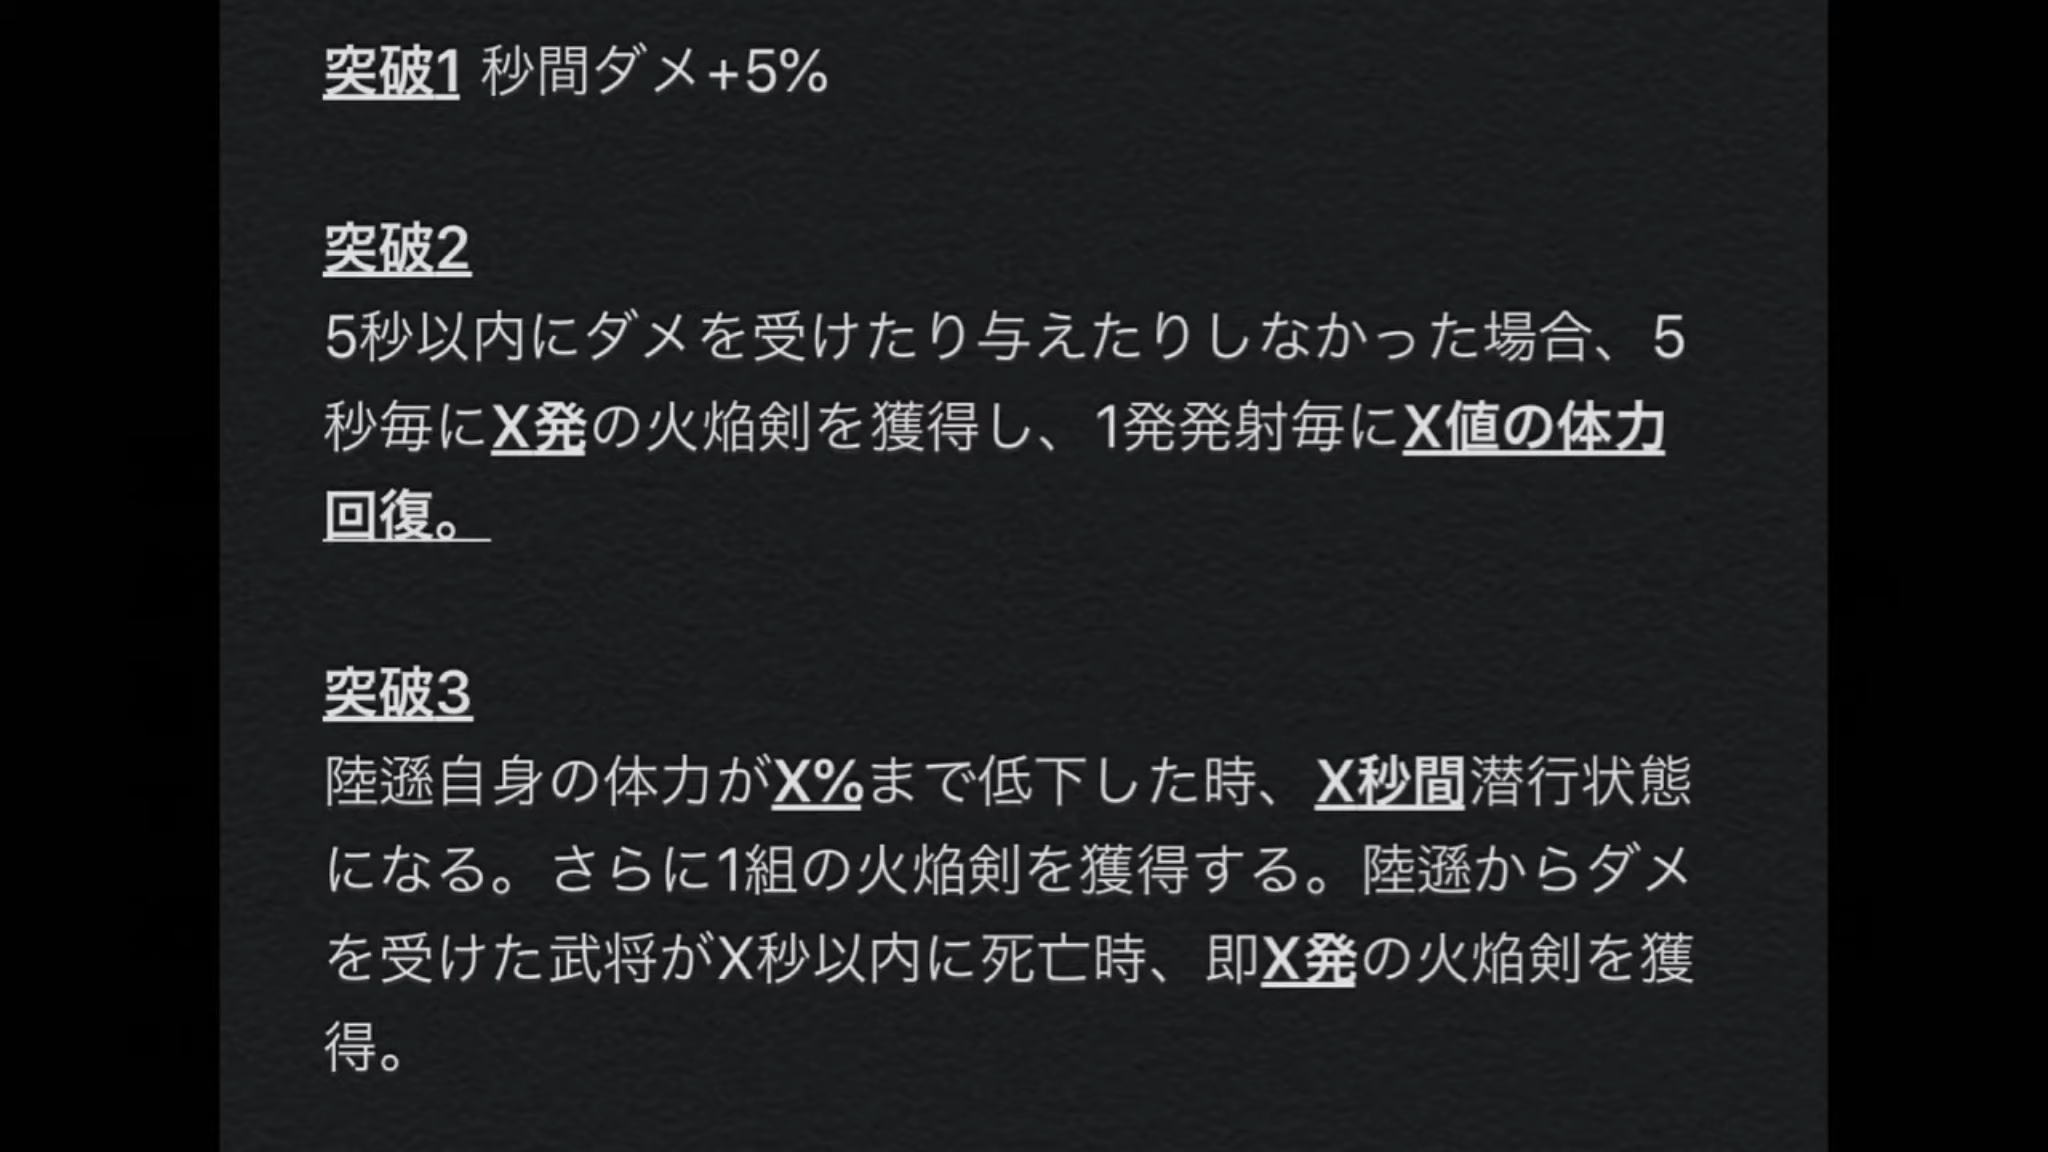 突破1 秒間ダメ+5%
突破2
5秒以内にダメを受けたり与えたりしなかった場合、5
秒毎にX発の火焔剣を獲得し、1発発射毎にX値の体力
回復。
突破3
陸遜自身の体力がX%まで低下した時、X秒間潜行状態
になる。さらに1組の火焔剣を獲得する。陸遜からダメ
を受けた武将がX秒以内に死亡時、即X発の火焔剣を獲
得。